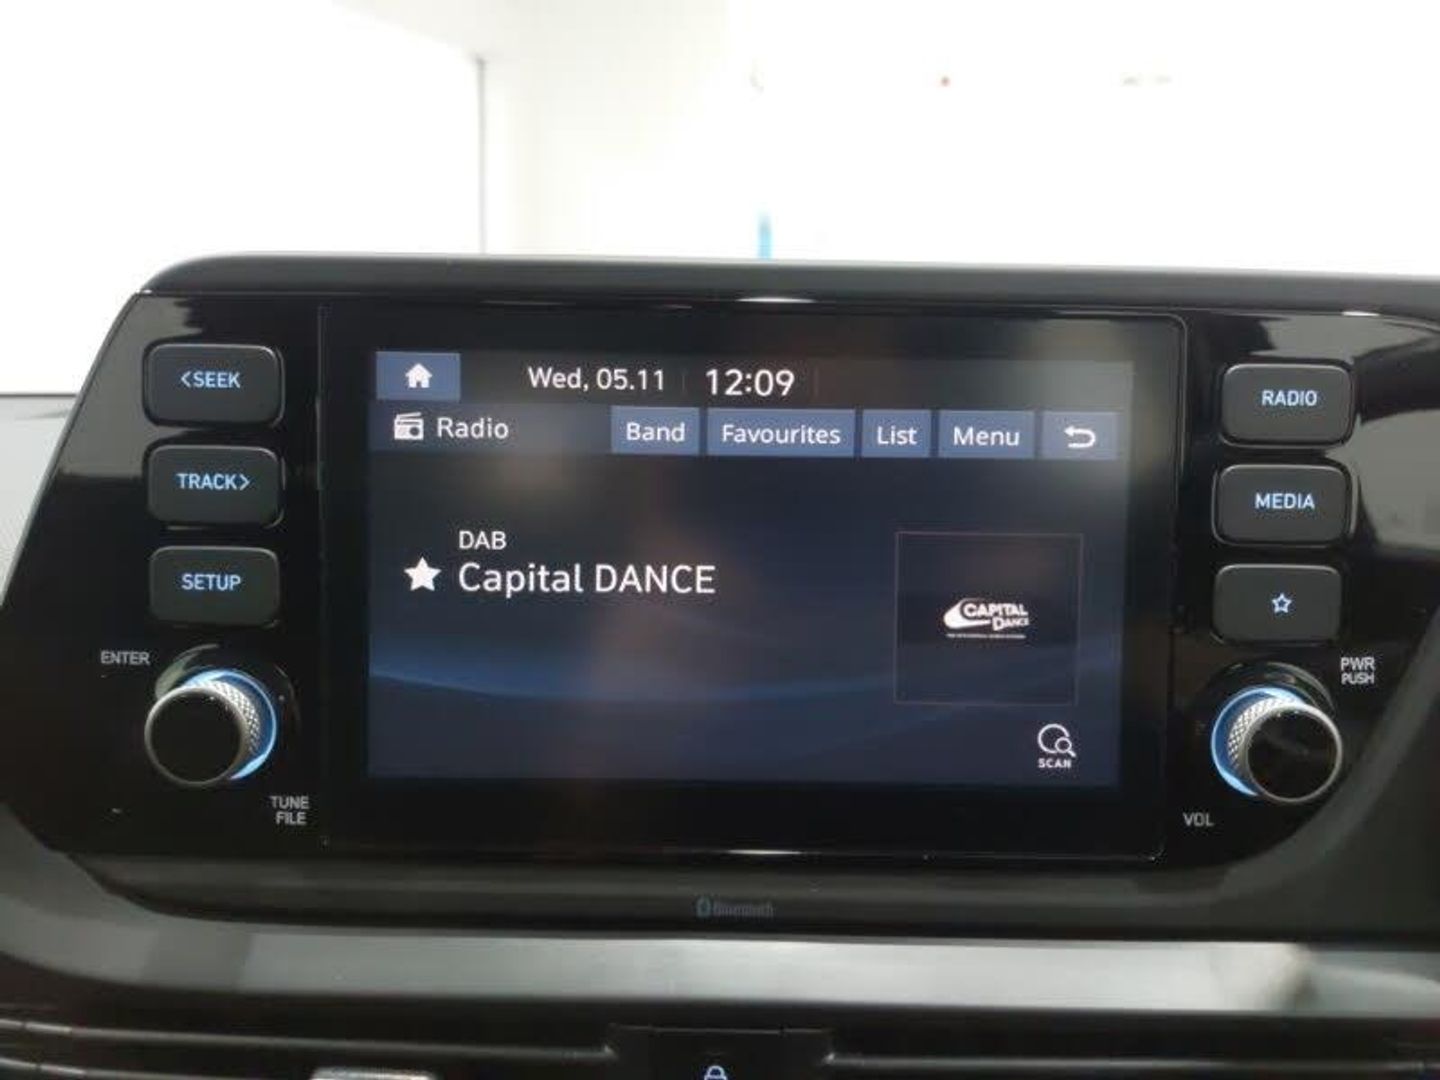 <SEEK
TRACK>
SETUP
ENTER
TUNE
FILE
Wed, 05.11 12:09
Radio
Band
Favourites
List
Menu
DAB
Capital DANCE
CAPITAL
DANCE
SCAN
RADIO
MEDIA
PWR
PUSH
VOL
Bluetooth